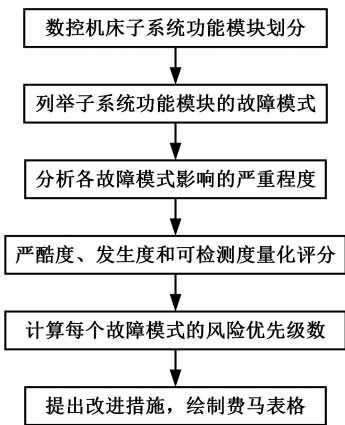 数控机床子系统功能模块划分
列举子系统功能模块的故障模式
分析各故障模式影响的严重程度
严酷度、发生度和可检测度量化评分
计算每个故障模式的风险优先级数
提出改进措施，绘制费马表格